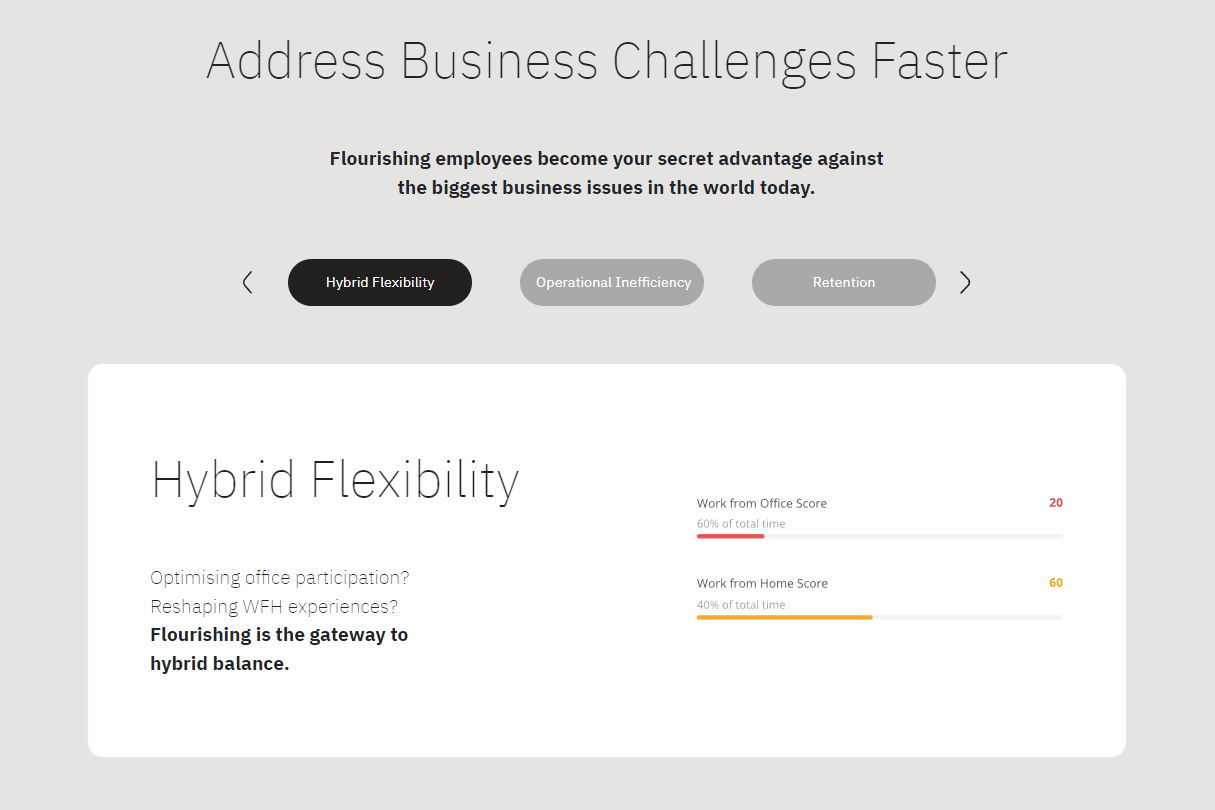 Address Business Challenges Faster
Flourishing employees become your secret advantage against
the biggest business issues in the world today.
Hybrid Flexibility
Operational Inefficiency
Retention
Hybrid Flexibility
Optimising office participation?
Reshaping WFH experiences?
Flourishing is the gateway to
hybrid balance.
Work from Office Score 20
60% of total time
Work from Home Score 60
40% of total time